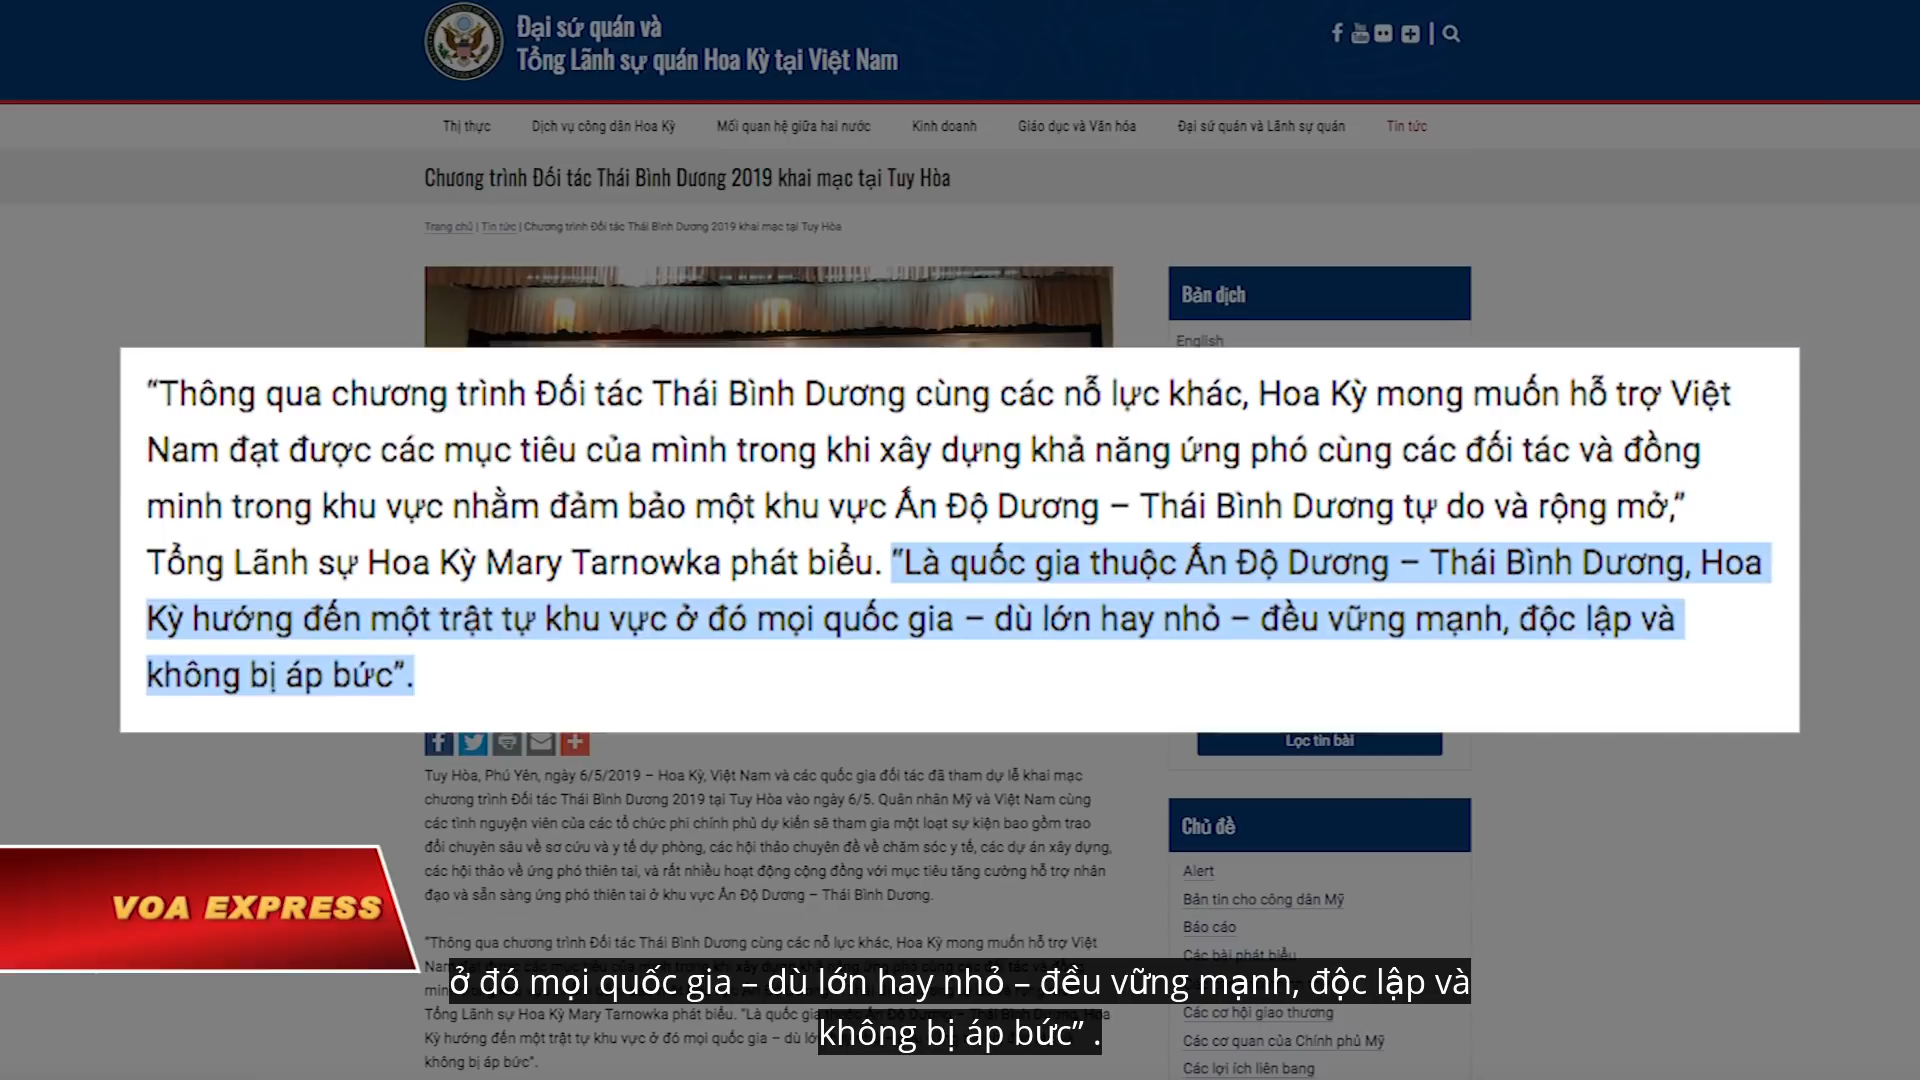 Đại sứ quán và
Tổng Lãnh sự quán Hoa Kỳ tại Việt Nam
Thị thực
Dịch vụ công dân Hoa Kỳ
Mối quan hệ giữa hai nước
Kinh doanh
Giáo dục và Văn hóa
Đại sứ quán và Lãnh sự quán
Tin tức
Chương trình Đối tác Thái Bình Dương 2019 khai mạc tại Tuy Hòa
Trang chủ | Tin tức | Chương trình Đối tác Thái Bình Dương 2019 khai mạc tại Tuy Hòa
Bản dịch
English
“Thông qua chương trình Đối tác Thái Bình Dương cùng các nỗ lực khác, Hoa Kỳ mong muốn hỗ trợ Việt
Nam đạt được các mục tiêu của mình trong khi xây dựng khả năng ứng phó cùng các đối tác và đồng
minh trong khu vực nhằm đảm bảo một khu vực Ấn Độ Dương – Thái Bình Dương tự do và rộng mở,”
Tổng Lãnh sự Hoa Kỳ Mary Tarnowka phát biểu. “Là quốc gia thuộc Ấn Độ Dương – Thái Bình Dương, Hoa
Kỳ hướng đến một trật tự khu vực ở đó mọi quốc gia – dù lớn hay nhỏ – đều vững mạnh, độc lập và
không bị áp bức”.
Lọc tin bài
Tuy Hòa, Phú Yên, ngày 6/5/2019 – Hoa Kỳ, Việt Nam và các quốc gia đối tác đã tham dự lễ khai mạc
chương trình Đối tác Thái Bình Dương 2019 tại Tuy Hòa vào ngày 6/5. Quân nhân Mỹ và Việt Nam cùng
các tình nguyện viên của các tổ chức phi chính phủ dự kiến sẽ tham gia một loạt sự kiện bao gồm trao
đổi chuyên sâu về sơ cứu và y tế dự phòng, các hội thảo chuyên đề về chăm sóc y tế, các dự án xây dựng,
các hội thảo về ứng phó thiên tai, và rất nhiều hoạt động cộng đồng với mục tiêu tăng cường hỗ trợ nhân
đạo và sẵn sàng ứng phó thiên tai ở khu vực Ấn Độ Dương – Thái Bình Dương.
“Thông qua chương trình Đối tác Thái Bình Dương cùng các nỗ lực khác, Hoa Kỳ mong muốn hỗ trợ Việt
Tổng Lãnh sự Hoa Kỳ Mary Tarnowka phát biểu. “Là quốc gia
Kỳ hướng đến một trật tự khu vực ở đó mọi quốc gia – dù
không bị áp bức”.
Chủ đề
Alert
Bản tin cho công dân Mỹ
Báo cáo
Các bài phát biểu
Các cơ hội giao thương
Các cơ quan của Chính phủ Mỹ
Các lợi ích liên bang
VOA EXPRESS
ở đó mọi quốc gia – dù lớn hay nhỏ – đều vững mạnh, độc lập và
không bị áp bức” .